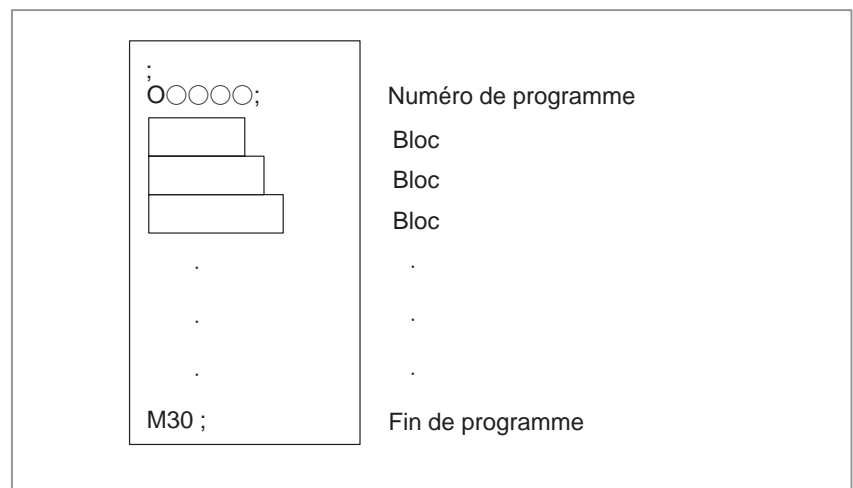 ;
O○○○○; Numéro de programme
Bloc
Bloc
Bloc
. .
. .
. .
M30 ; Fin de programme